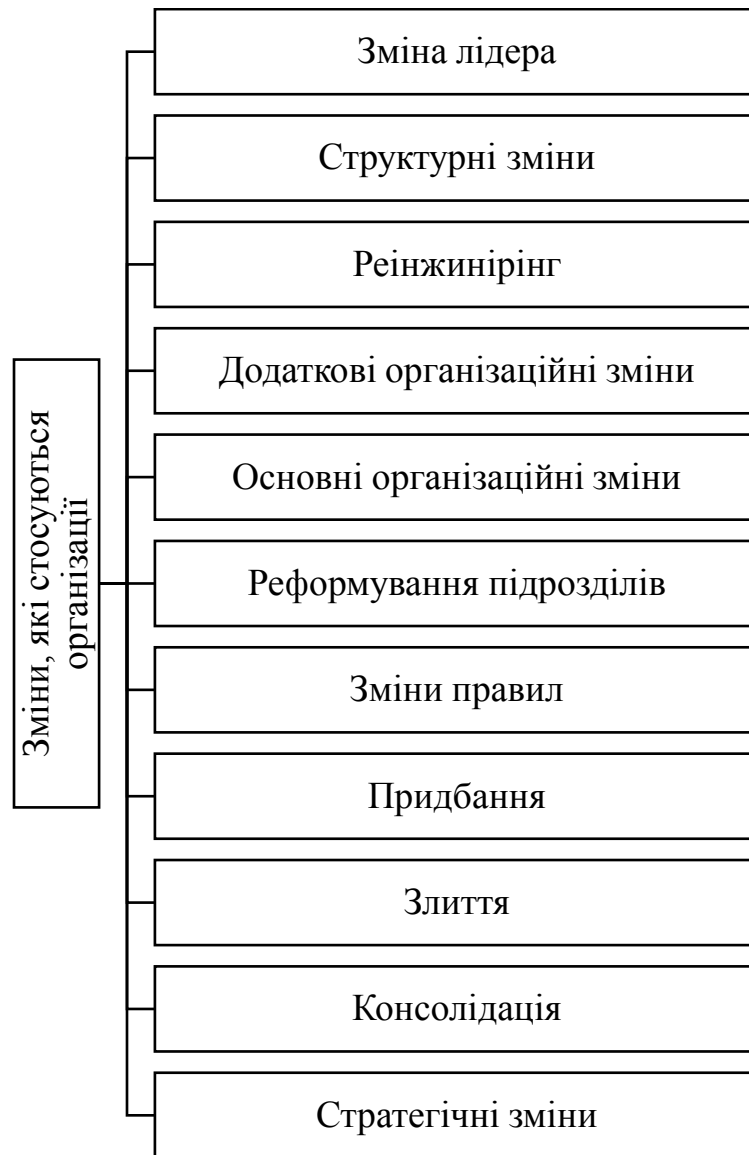 Зміни, які стосуються
організації
Зміна лідера
Структурні зміни
Реінжинірінг
Додаткові організаційні зміни
Основні організаційні зміни
Реформування підрозділів
Зміни правил
Придбання
Злиття
Консолідація
Стратегічні зміни